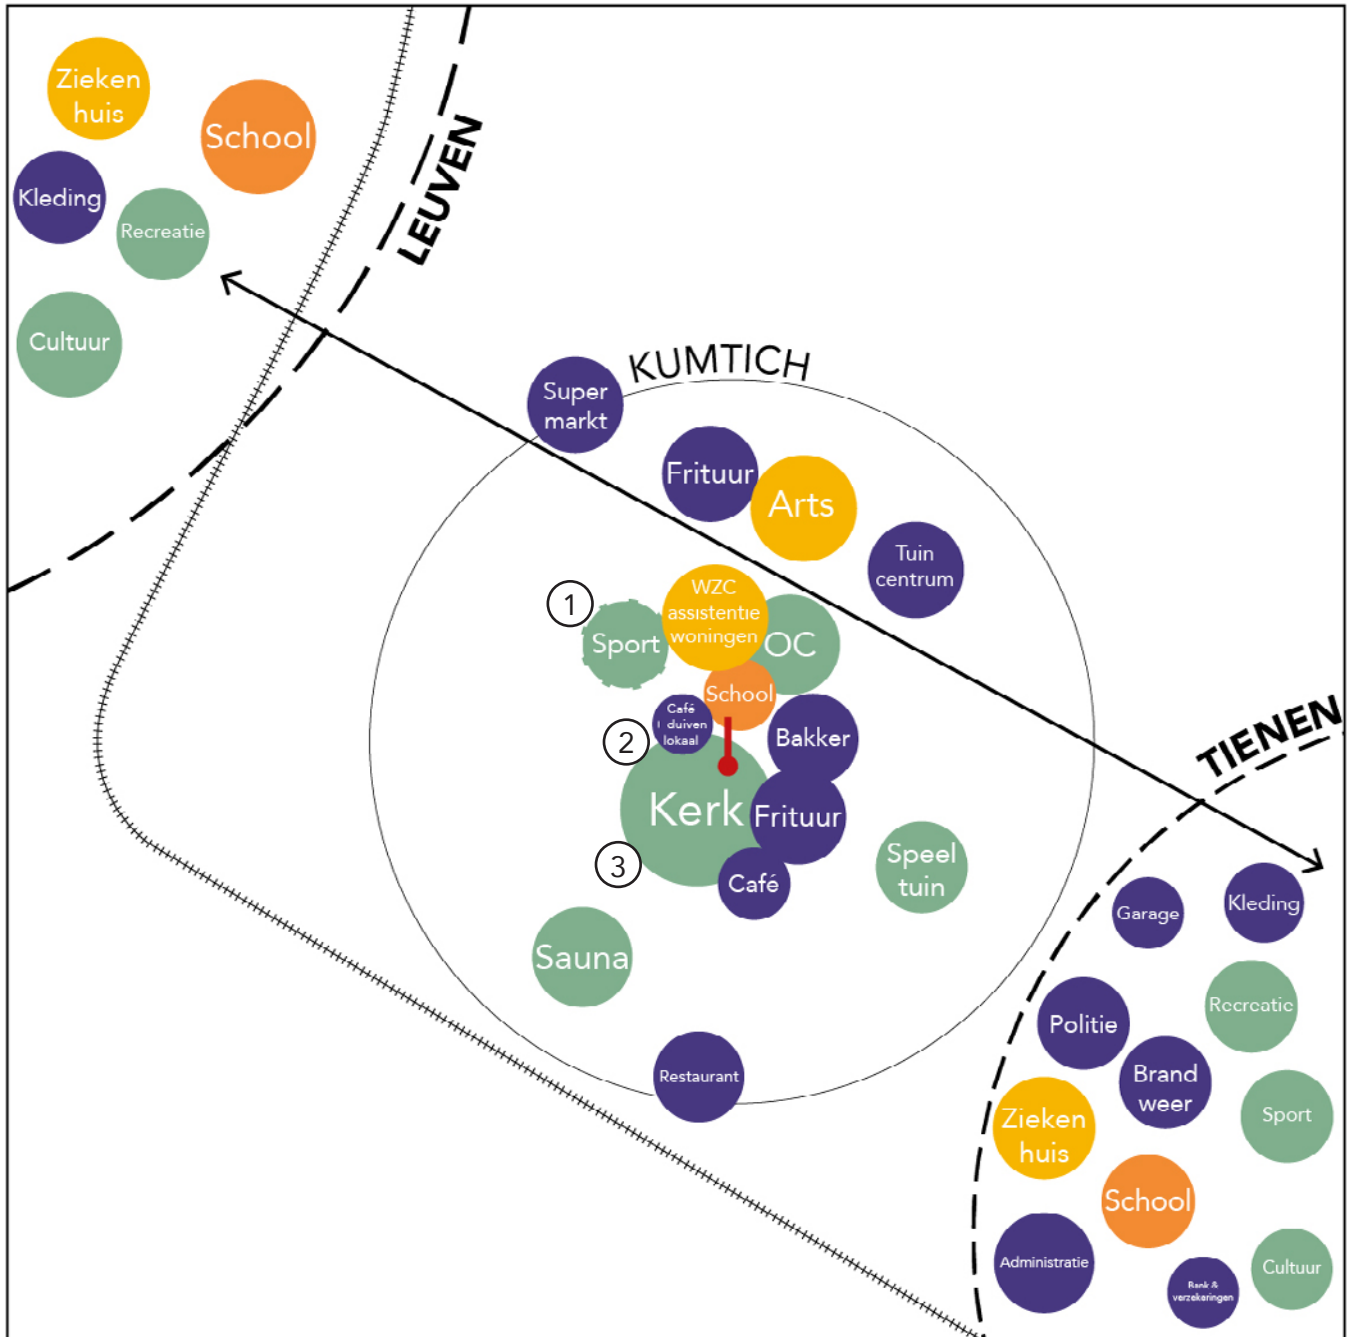 Zieken
huis
School
Kleding
Recreatie
Cultuur
LEUVEN
KUMTICH
Super
markt
Frituur
Arts
Tuin
centrum
1
Sport
WZC
assistentie
woningen
OC
School
Café
duiven
lokaal
2
Bakker
Kerk
Frituur
3
Café
Speel
tuin
Sauna
Restaurant
TIENEN
Garage
Kleding
Politie
Recreatie
Brand
weer
Zieken
huis
Sport
School
Administratie
Bank &
verzekeringen
Cultuur